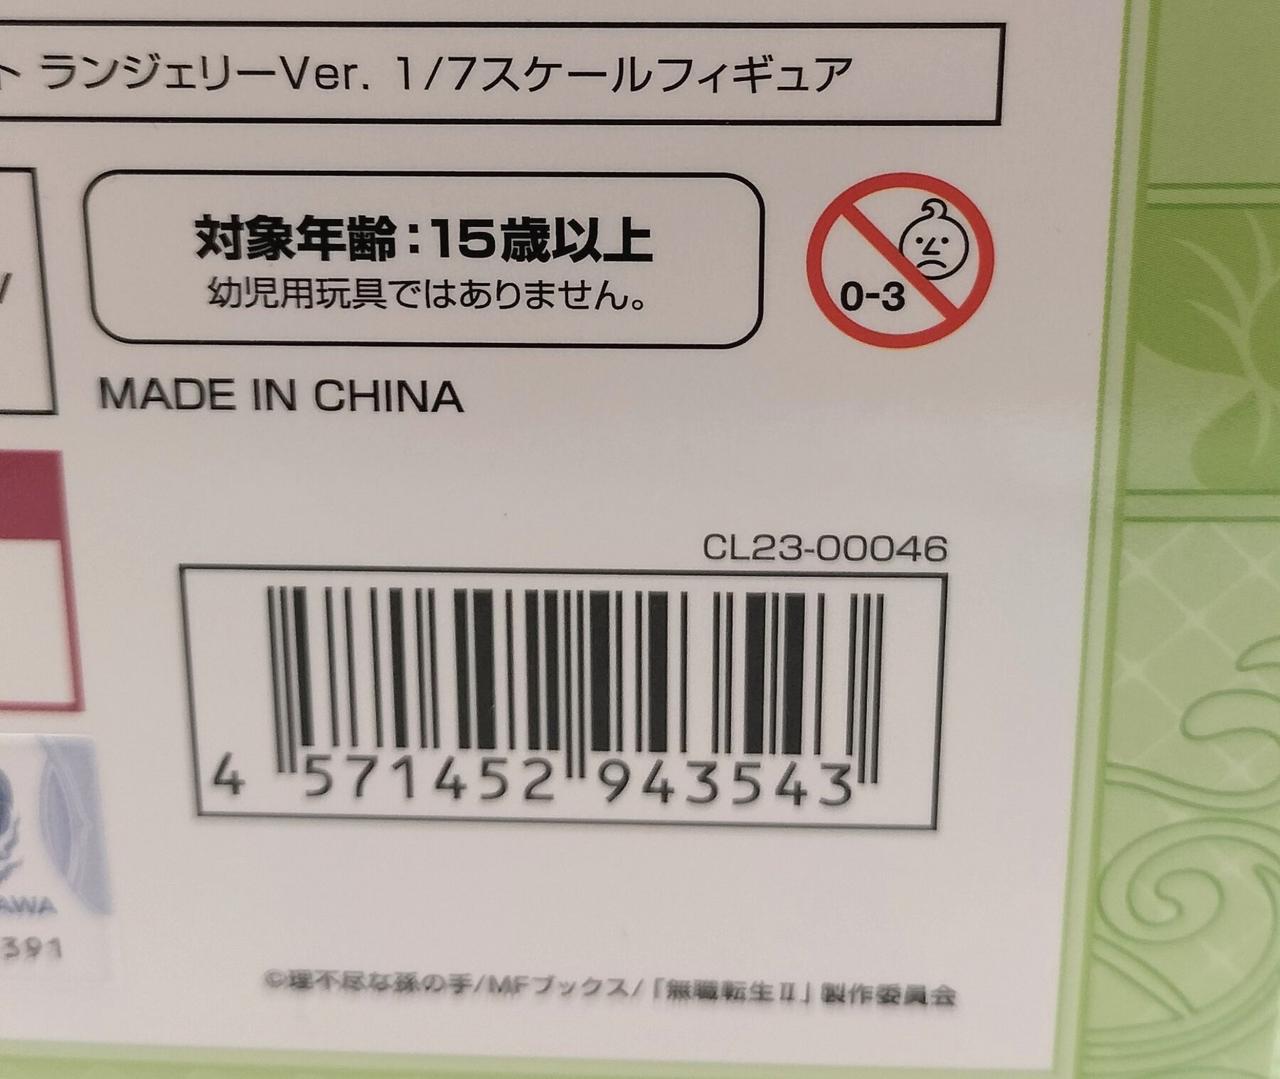 ト ランジェリーVer. 1/7スケールフィギュア
対象年齢：15歳以上
幼児用玩具ではありません。
0-3
MADE IN CHINA
CL23-00046
4 571452 943543
AWA
391
©理不尽な孫の手/MFブックス/「無職転生Ⅱ」製作委員会